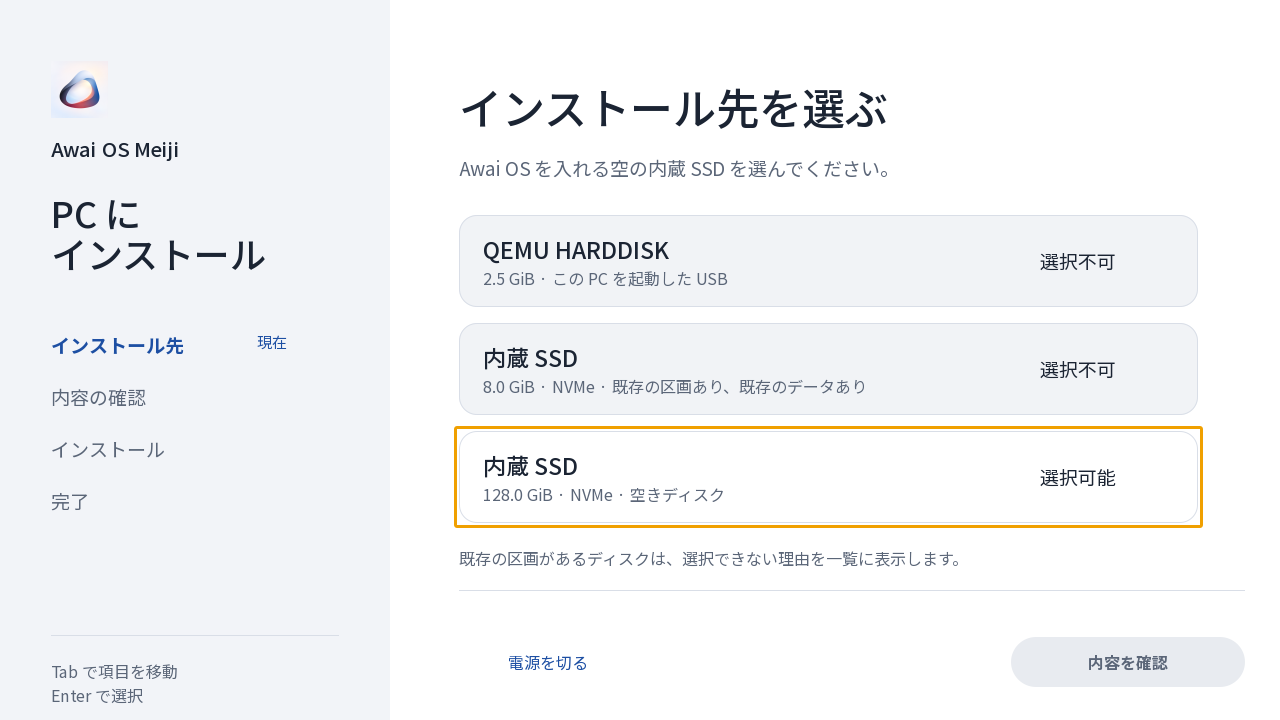 Awai OS Meiji
PC に
インストール
インストール先 現在
内容の確認
インストール
完了
Tab で項目を移動
Enter で選択
インストール先を選ぶ
Awai OS を入れる空の内蔵 SSD を選んでください。
QEMU HARDDISK
2.5 GiB · この PC を起動した USB
選択不可
内蔵 SSD
8.0 GiB · NVMe · 既存の区画あり、既存のデータあり
選択不可
内蔵 SSD
128.0 GiB · NVMe · 空きディスク
選択可能
既存の区画があるディスクは、選択できない理由を一覧に表示します。
電源を切る
内容を確認